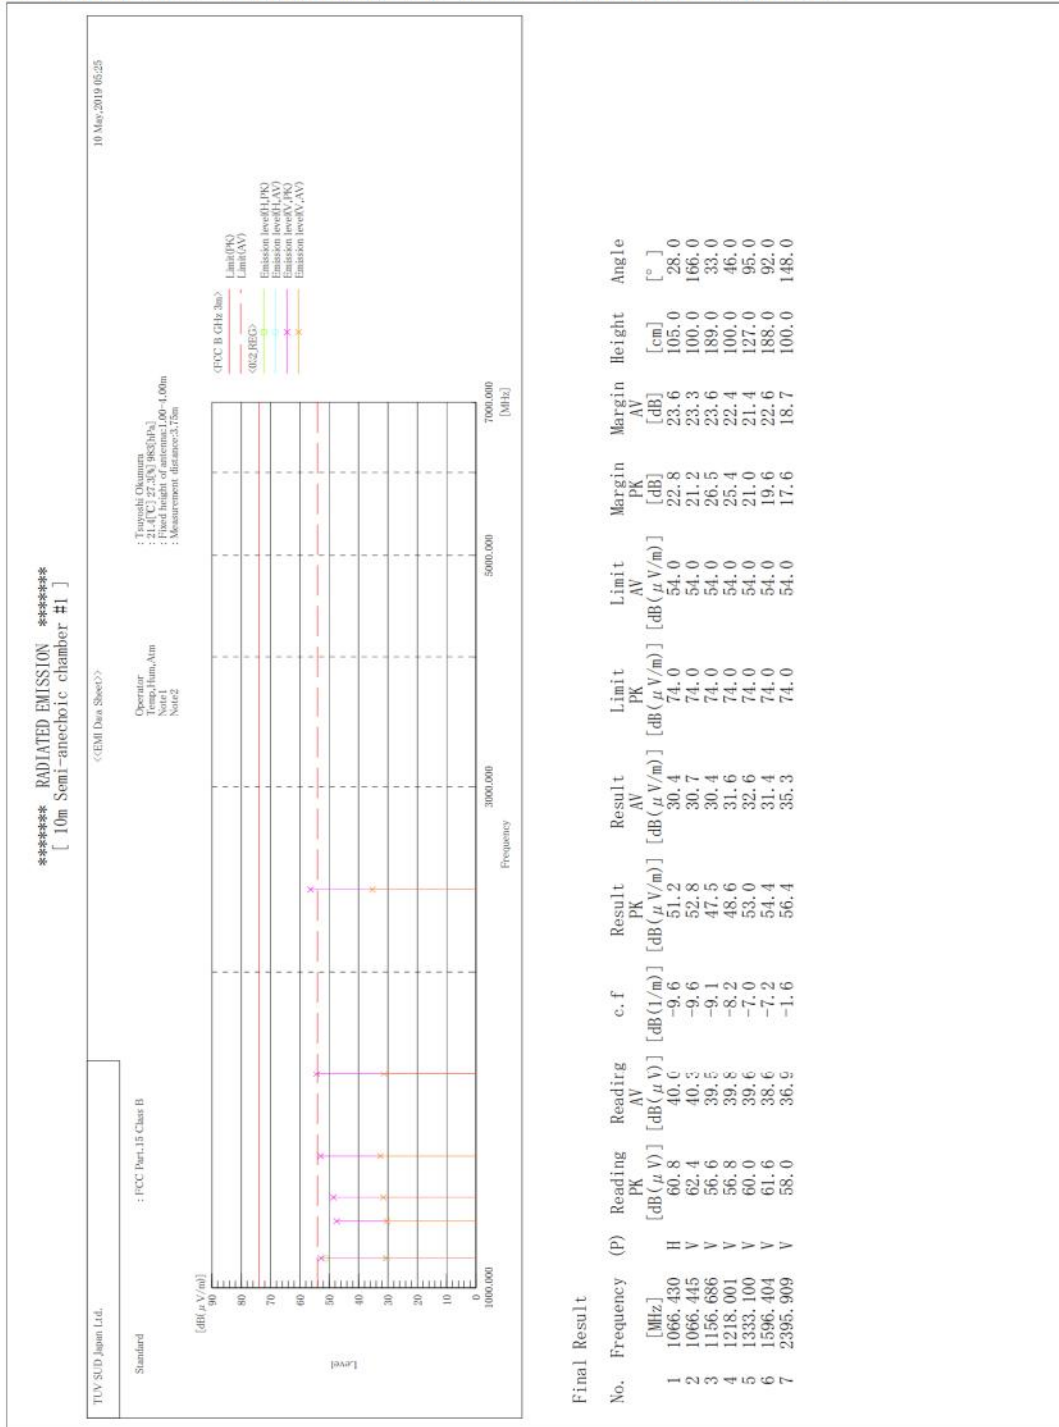 ******* RADIATED EMISSION *******
[ 10m Semi-anechoic chamber #1 ]
<<EMI Data Sheet>>
TUV SUD Japan Ltd.
10 May,2019 05:25
Standard : FCC Part.15 Class B
Operator : Tsuyoshi Okumura
Temp,Hum,Atm : 21.4[℃] 27.3[%] 983[hPa]
Note1 : Fixed height of antenna:1.00-4.00m
Note2 : Measurement distance:3.75m
<FCC B GHz 3m>
Limit(PK)
Limit(AV)
Emission level(H,PK)
Emission level(H,AV)
Emission level(V,PK)
Emission level(V,AV)
[dB(μV/m)]
90
80
70
60
50
40
30
20
10
0
Level
1000.000 3000.000 5000.000 7000.000
[MHz]
Frequency
Final Result
No. Frequency (P) Reading Reading c.f Result Result Limit Limit Margin Margin Height Angle
PK AV PK AV PK AV PK AV
[MHz] [dB(μV)] [dB(μV)] [dB(1/m)] [dB(μV/m)] [dB(μV/m)] [dB(μV/m)] [dB(μV/m)] [dB] [dB] [cm] [° ]
1 1066.430 H 60.8 40.0 -9.6 51.2 30.4 74.0 54.0 22.8 23.6 105.0 28.0
2 1066.445 V 62.4 40.3 -9.6 52.8 30.7 74.0 54.0 21.2 23.3 100.0 166.0
3 1156.686 V 56.6 39.5 -9.1 47.5 30.4 74.0 54.0 26.5 23.6 189.0 33.0
4 1218.001 V 56.8 39.8 -8.2 48.6 31.6 74.0 54.0 25.4 22.4 100.0 46.0
5 1333.100 V 60.0 39.6 -7.0 53.0 32.6 74.0 54.0 21.0 21.4 127.0 95.0
6 1596.404 V 61.6 38.6 -7.2 54.4 31.4 74.0 54.0 19.6 22.6 188.0 92.0
7 2395.909 V 58.0 36.9 -1.6 56.4 35.3 74.0 54.0 17.6 18.7 100.0 148.0